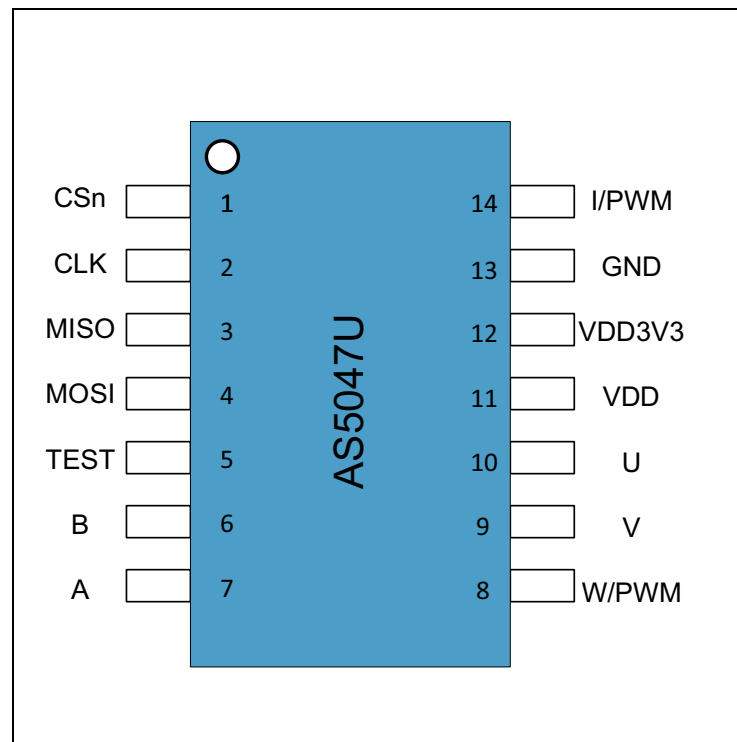 CSn 1 14 I/PWM
CLK 2 13 GND
MISO 3 12 VDD3V3
MOSI 4 11 VDD
TEST 5 10 U
B 6 9 V
A 7 8 W/PWM
AS5047U